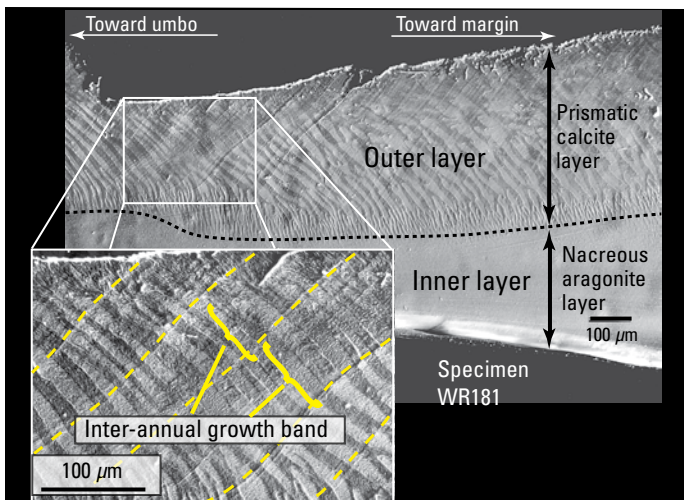 Toward umbo
Toward margin
Prismatic
calcite
layer
Outer layer
Inner layer
Nacreous
aragonite
layer
100 µm
Specimen
WR181
Inter-annual growth band
100 µm